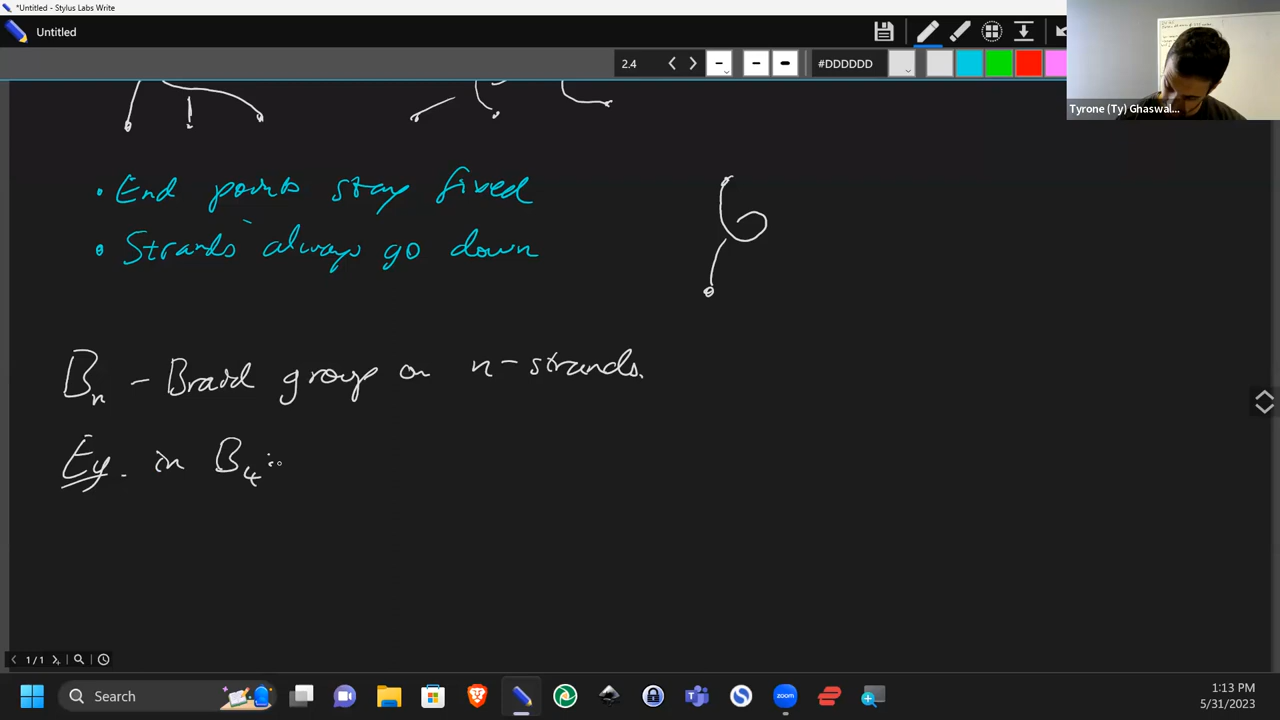 *Untitled - Stylus Labs Write
Untitled
2.4
#DDDDDD
Tyrone (Ty) Ghaswal...
• End points stay fixed
• Strands always go down
Bn - Braid group on n-strands.
Eg. in B4:
1/1
Search
zoom
1:13 PM
5/31/2023